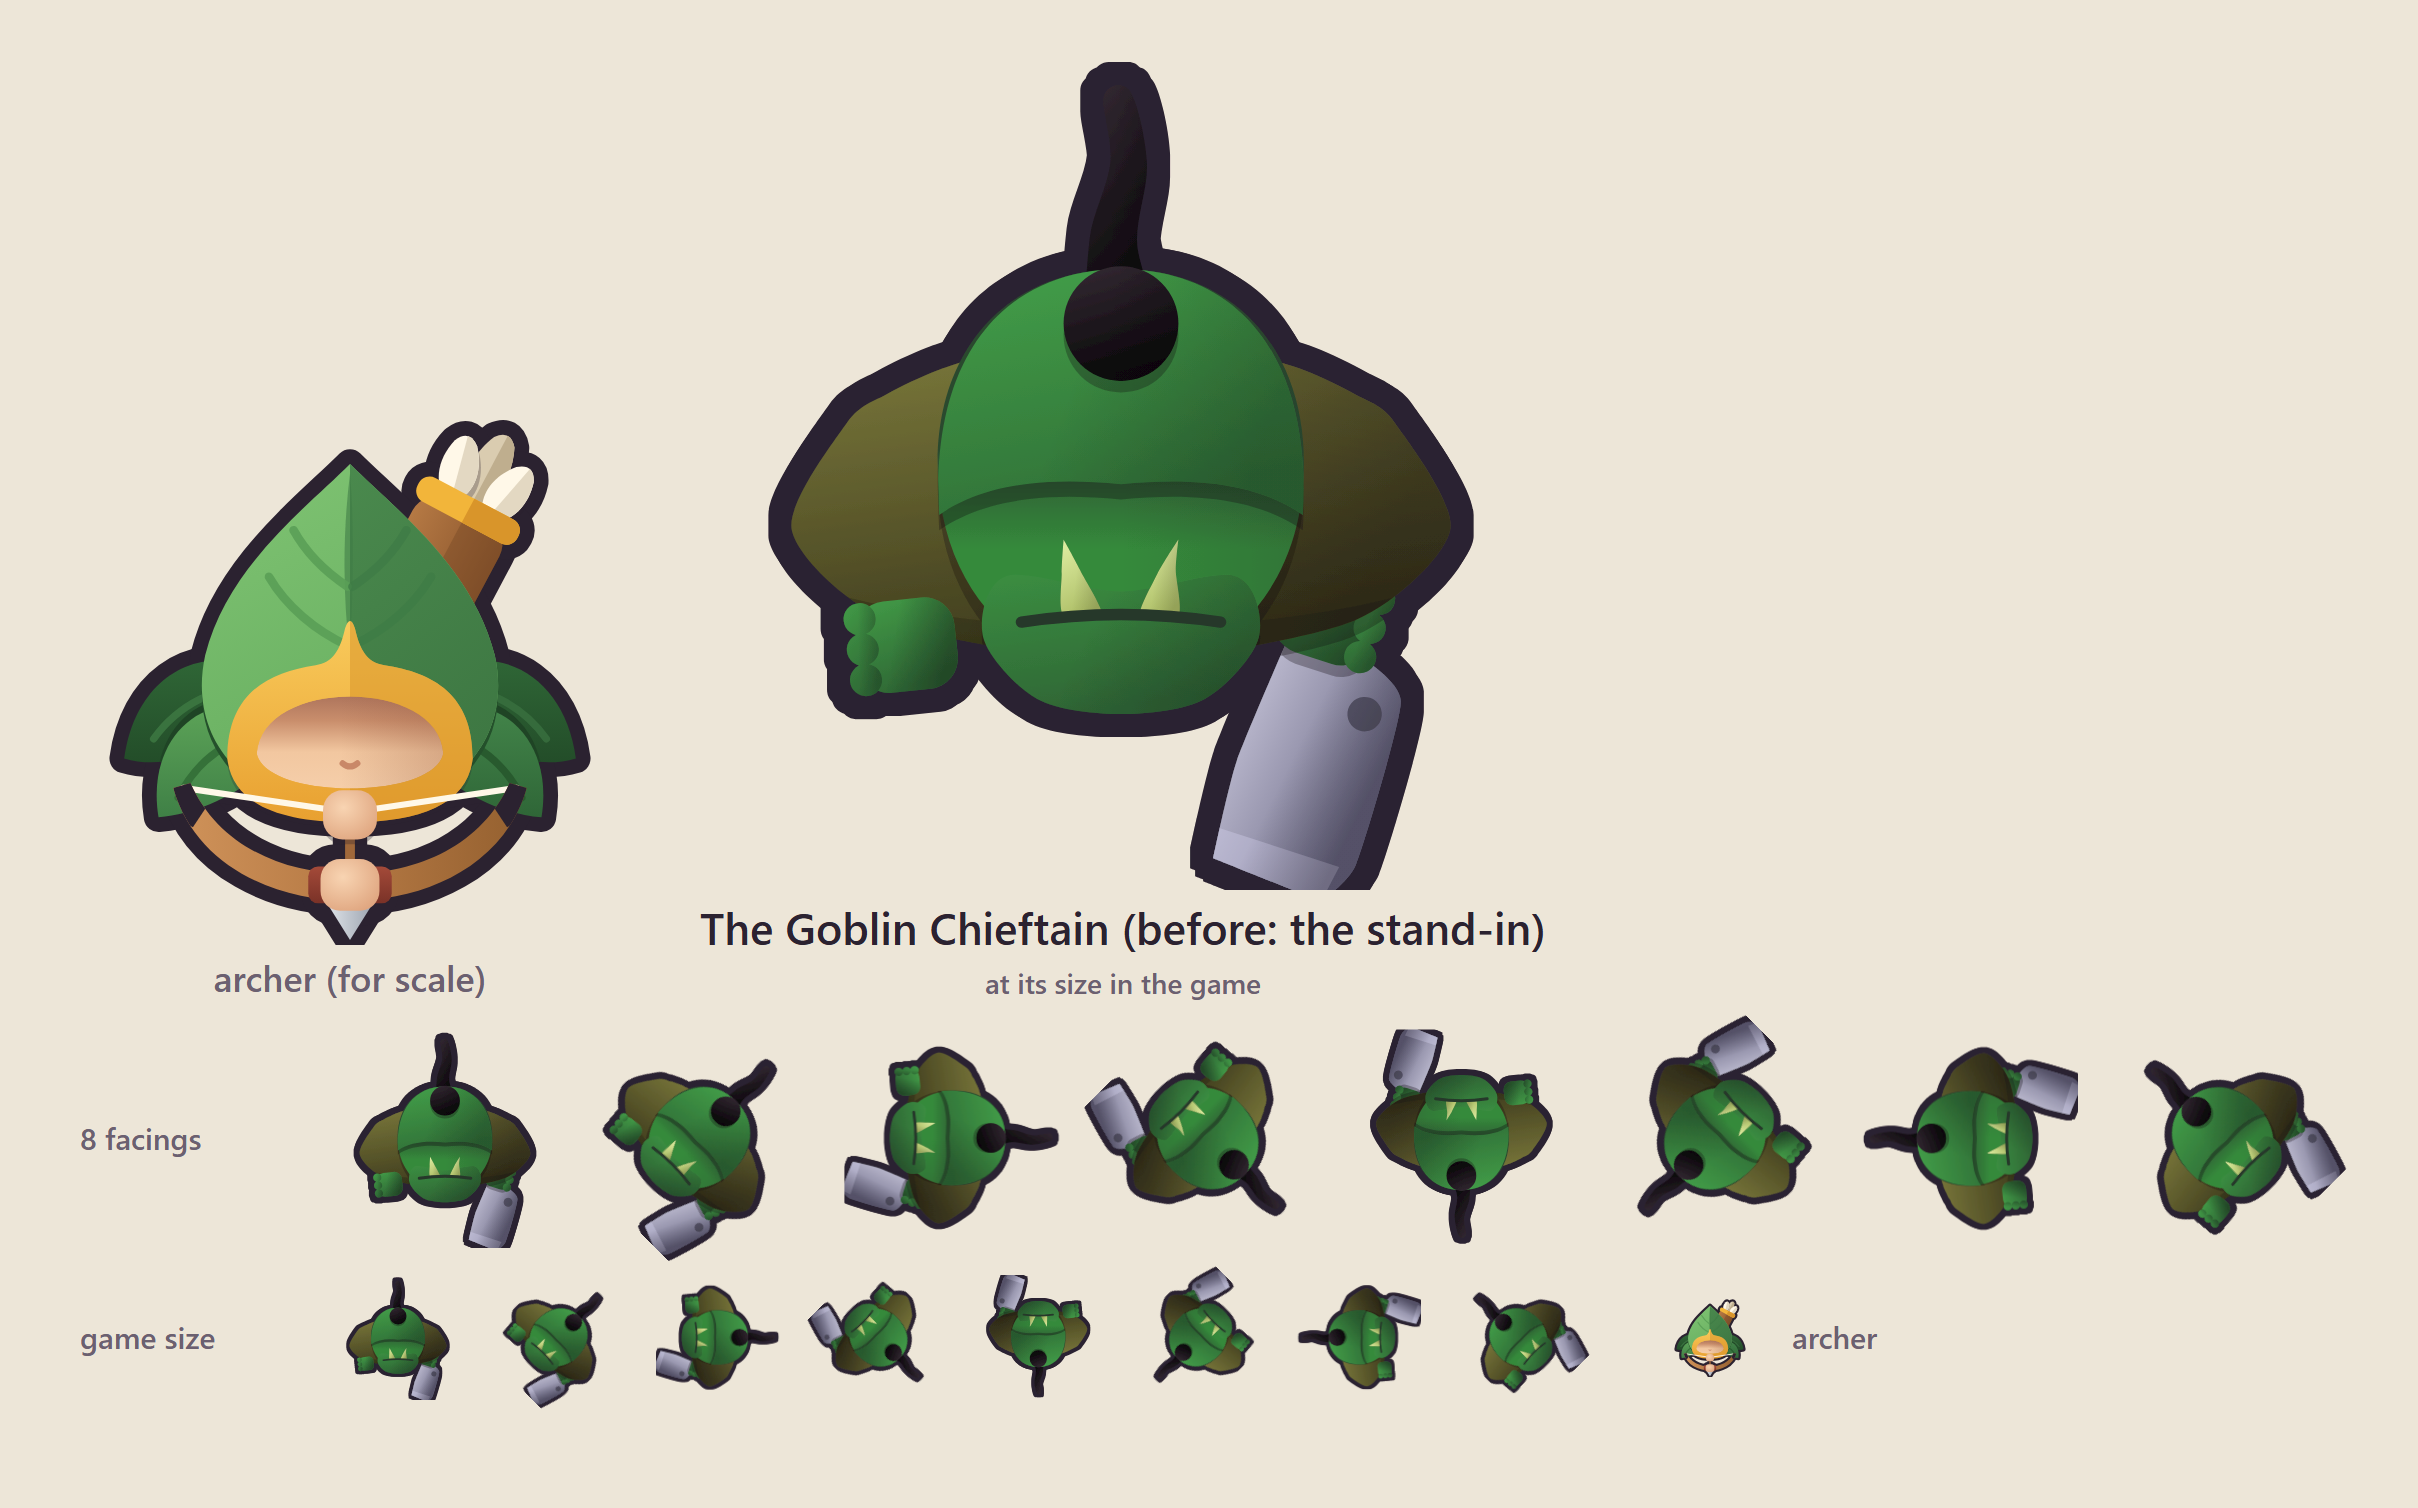 The Goblin Chieftain (before: the stand-in)
archer (for scale)
at its size in the game
8 facings
game size
archer